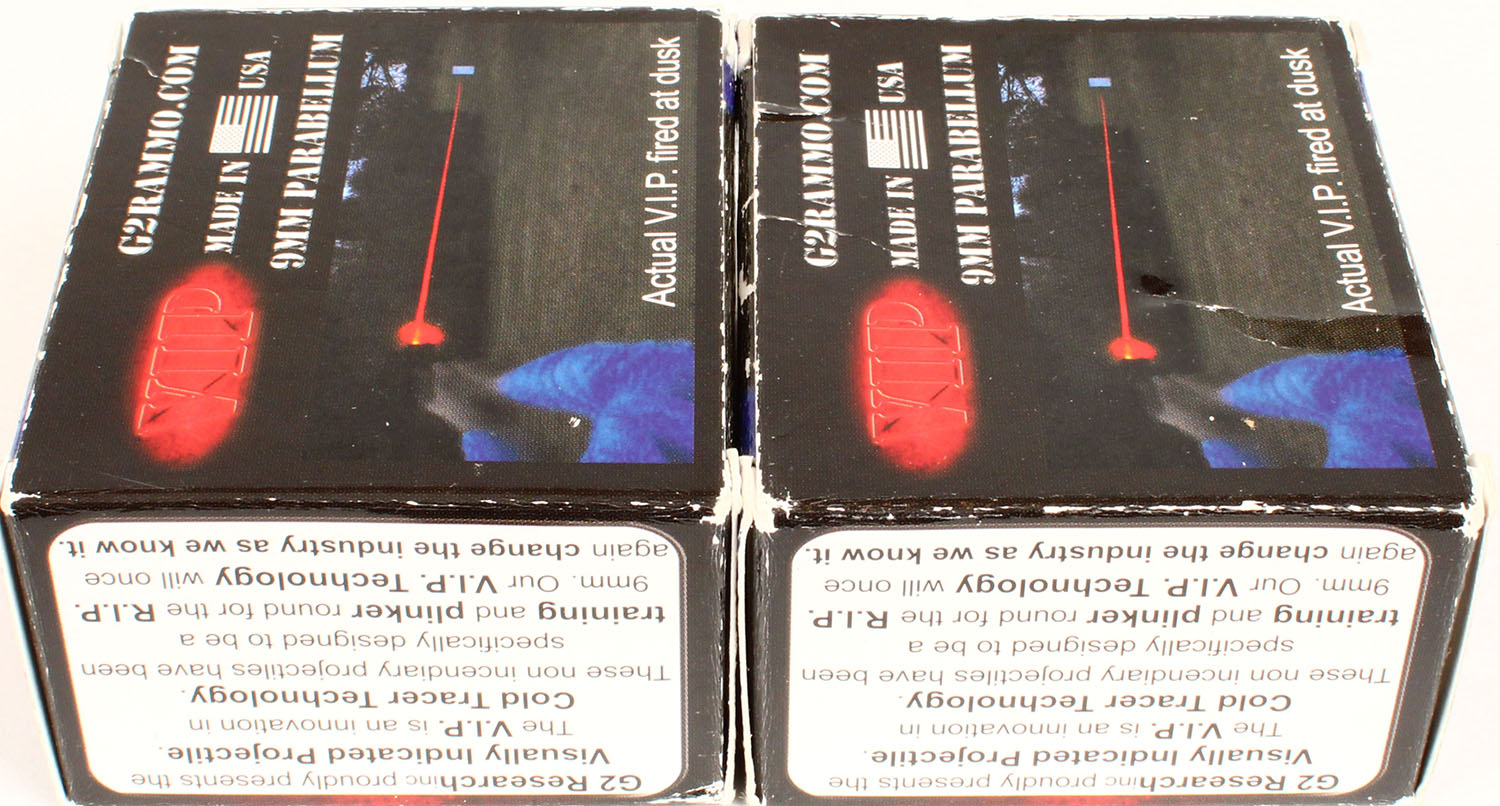 G2RAMMO.COM
MADE IN USA
9MM PARABELLUM
VIP
Actual V.I.P. fired at dusk
G2 Researchinc proudly presents the
Visually Indicated Projectile.
The V.I.P. is an innovation in
Cold Tracer Technology.
These non incendiary projectiles have been
specifically designed to be a
training and plinker round for the R.I.P.
9mm. Our V.I.P. Technology will once
again change the industry as we know it.
G2RAMMO.COM
MADE IN USA
9MM PARABELLUM
VIP
Actual V.I.P. fired at dusk
G2 Researchinc proudly presents the
Visually Indicated Projectile.
The V.I.P. is an innovation in
Cold Tracer Technology.
These non incendiary projectiles have been
specifically designed to be a
training and plinker round for the R.I.P.
9mm. Our V.I.P. Technology will once
again change the industry as we know it.